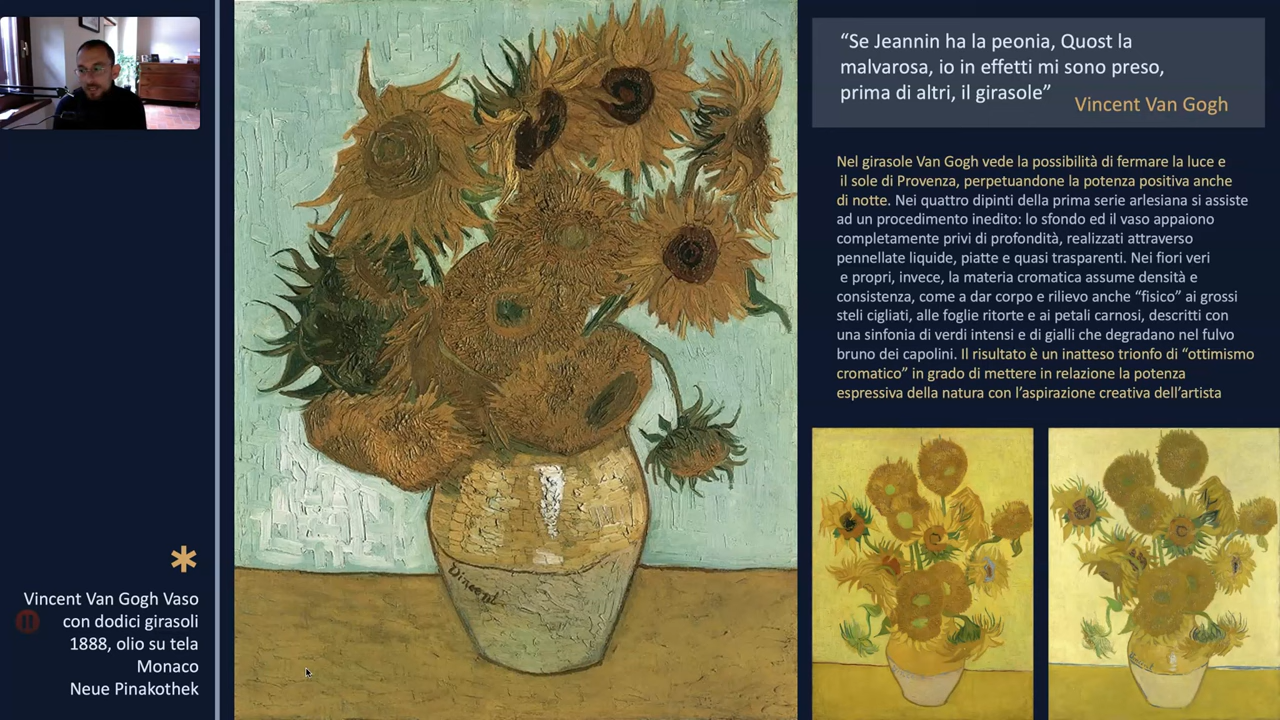 “Se Jeannin ha la peonia, Quost la
malvarosa, io in effetti mi sono preso,
prima di altri, il girasole”
Vincent Van Gogh
Nel girasole Van Gogh vede la possibilità di fermare la luce e
il sole di Provenza, perpetuandone la potenza positiva anche
di notte. Nei quattro dipinti della prima serie arlesiana si assiste
ad un procedimento inedito: lo sfondo ed il vaso appaiono
completamente privi di profondità, realizzati attraverso
pennellate liquide, piatte e quasi trasparenti. Nei fiori veri
e propri, invece, la materia cromatica assume densità e
consistenza, come a dar corpo e rilievo anche “fisico” ai grossi
steli cigliati, alle foglie ritorte e ai petali carnosi, descritti con
una sinfonia di verdi intensi e di gialli che degradano nel fulvo
bruno dei capolini. Il risultato è un inatteso trionfo di “ottimismo
cromatico” in grado di mettere in relazione la potenza
espressiva della natura con l’aspirazione creativa dell’artista
Vincent
*
Vincent Van Gogh Vaso
con dodici girasoli
1888, olio su tela
Monaco
Neue Pinakothek